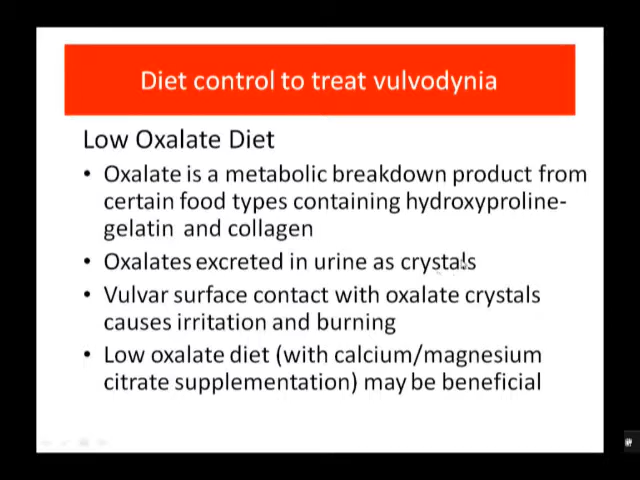 Diet control to treat vulvodynia
Low Oxalate Diet
• Oxalate is a metabolic breakdown product from
certain food types containing hydroxyproline-
gelatin and collagen
• Oxalates excreted in urine as crystals
• Vulvar surface contact with oxalate crystals
causes irritation and burning
• Low oxalate diet (with calcium/magnesium
citrate supplementation) may be beneficial